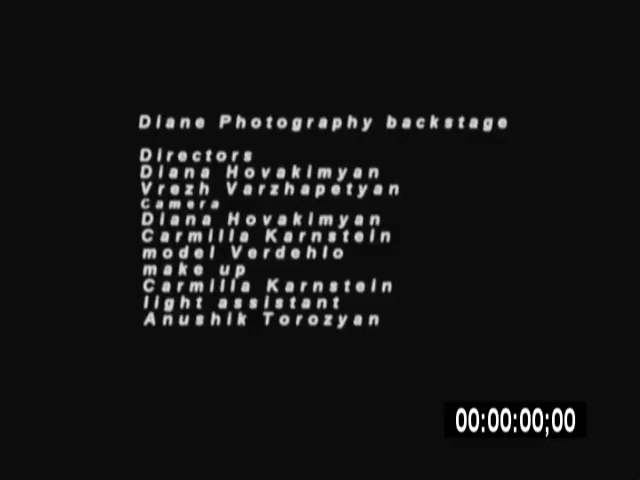 Diane Photography backstage
Directors
Diana Hovakimyan
Vrezh Varzhapetyan
Camera
Diana Hovakimyan
Carmilla Karnstein
model Verdehlo
make up
Carmilla Karnstein
light assistant
Anushik Torozyan
00:00:00;00